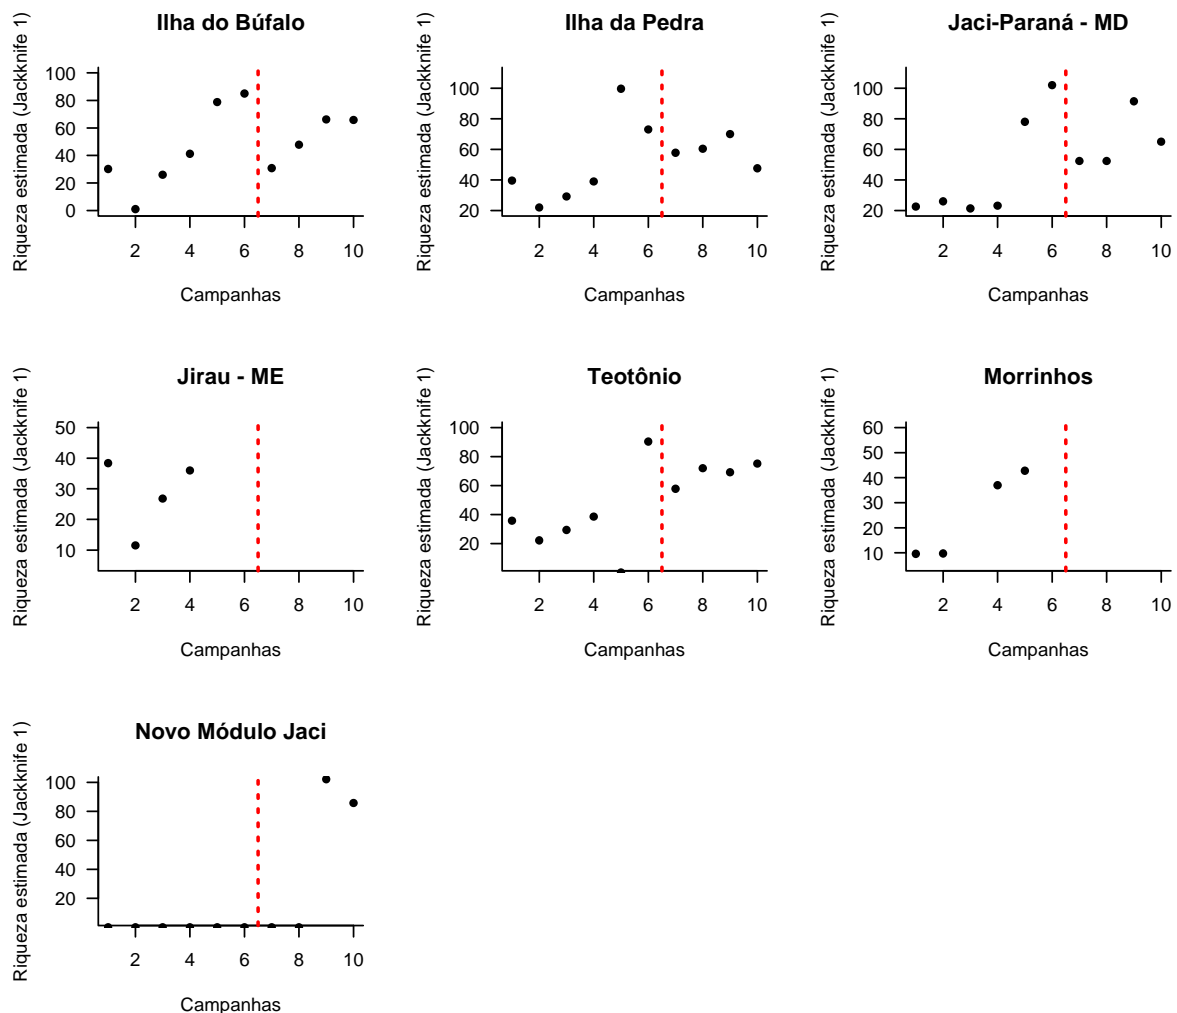 Ilha do Búfalo
Riqueza estimada (Jackknife 1)
100
80
60
40
20
0
2 4 6 8 10
Campanhas
Ilha da Pedra
Riqueza estimada (Jackknife 1)
100
80
60
40
20
2 4 6 8 10
Campanhas
Jaci-Paraná - MD
Riqueza estimada (Jackknife 1)
100
80
60
40
20
2 4 6 8 10
Campanhas
Jirau - ME
Riqueza estimada (Jackknife 1)
50
40
30
20
10
2 4 6 8 10
Campanhas
Teotônio
Riqueza estimada (Jackknife 1)
100
80
60
40
20
2 4 6 8 10
Campanhas
Morrinhos
Riqueza estimada (Jackknife 1)
60
50
40
30
20
10
2 4 6 8 10
Campanhas
Novo Módulo Jaci
Riqueza estimada (Jackknife 1)
100
80
60
40
20
2 4 6 8 10
Campanhas